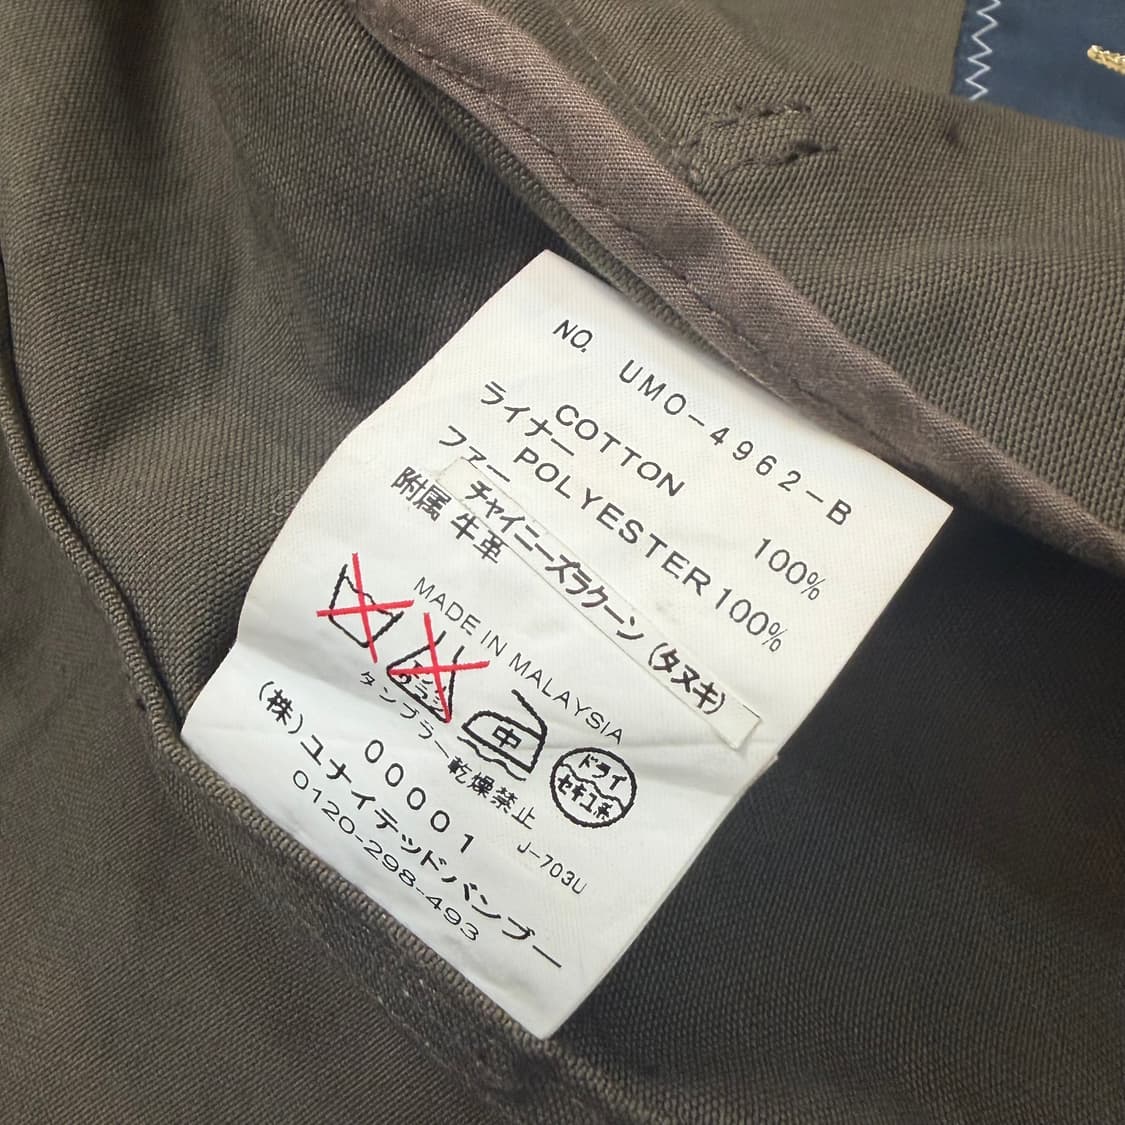 NO. UMO-4962-B
COTTON 100%
ライナー POLYESTER 100%
ファー チャイニーズラクーン(タヌキ)
附属 牛革
MADE IN MALAYSIA
中
ドライ
セキユ系
タンブラー乾燥禁止
J-703U
00001
(株)ユナイテッドバンブー
0120-298-493